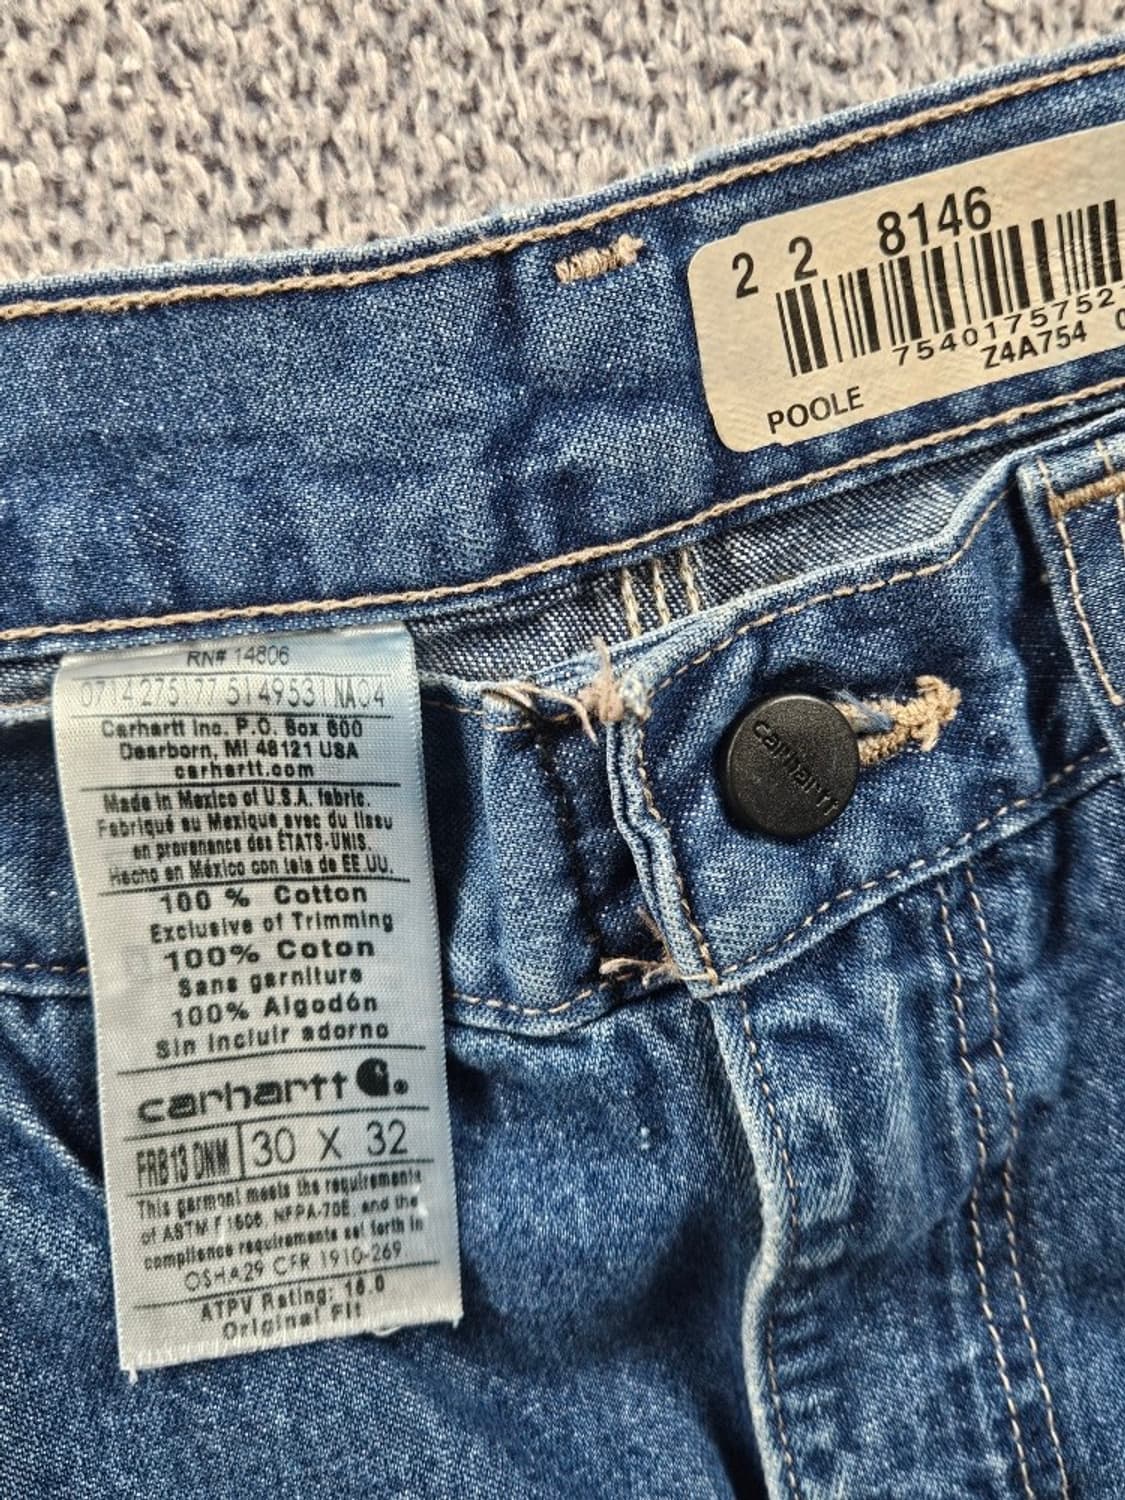 2 2 8146
7540175752
Z4A754
POOLE
RN# 14806
Carhartt Inc. P.O. Box 600
Dearborn, MI 48121 USA
carhartt.com
Made in Mexico of U.S.A. fabric.
Fabriqué au Mexique avec du tissu
en provenance des ÉTATS-UNIS.
Hecho en México con tela de EE.UU.
100 % Cotton
Exclusive of Trimming
100% Coton
Sans garniture
100% Algodón
Sin incluir adorno
carhartt ®
FRB13 DNM 30 X 32
This garment meets the requirements
of ASTM F1506, NFPA-70E, and the
compliance requirements set forth in
OSHA29 CFR 1910-269.
ATPV Rating: 16.0
Original Fit
carhartt